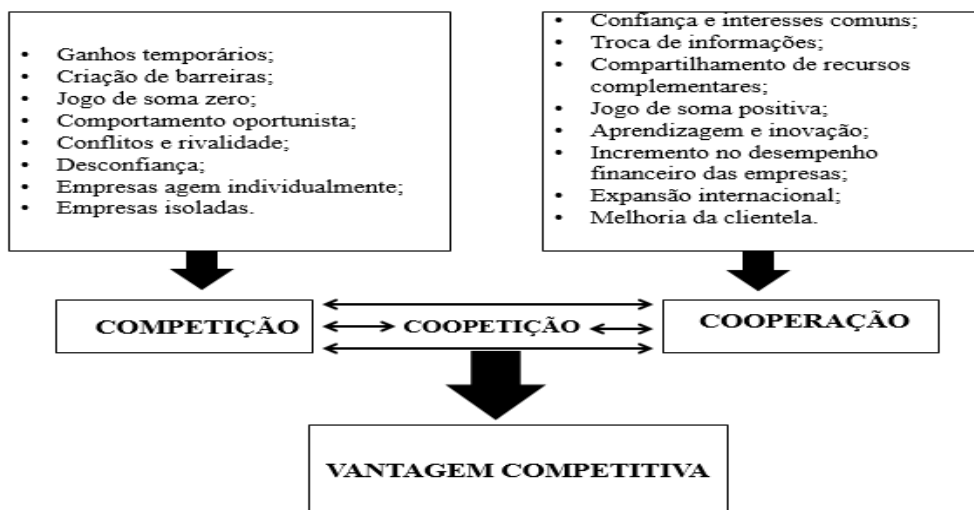 • Ganhos temporários;
• Criação de barreiras;
• Jogo de soma zero;
• Comportamento oportunista;
• Conflitos e rivalidade;
• Desconfiança;
• Empresas agem individualmente;
• Empresas isoladas.
• Confiança e interesses comuns;
• Troca de informações;
• Compartilhamento de recursos
complementares;
• Jogo de soma positiva;
• Aprendizagem e inovação;
• Incremento no desempenho
financeiro das empresas;
• Expansão internacional;
• Melhoria da clientela.
COMPETIÇÃO
COOPETIÇÃO
COOPERAÇÃO
VANTAGEM COMPETITIVA